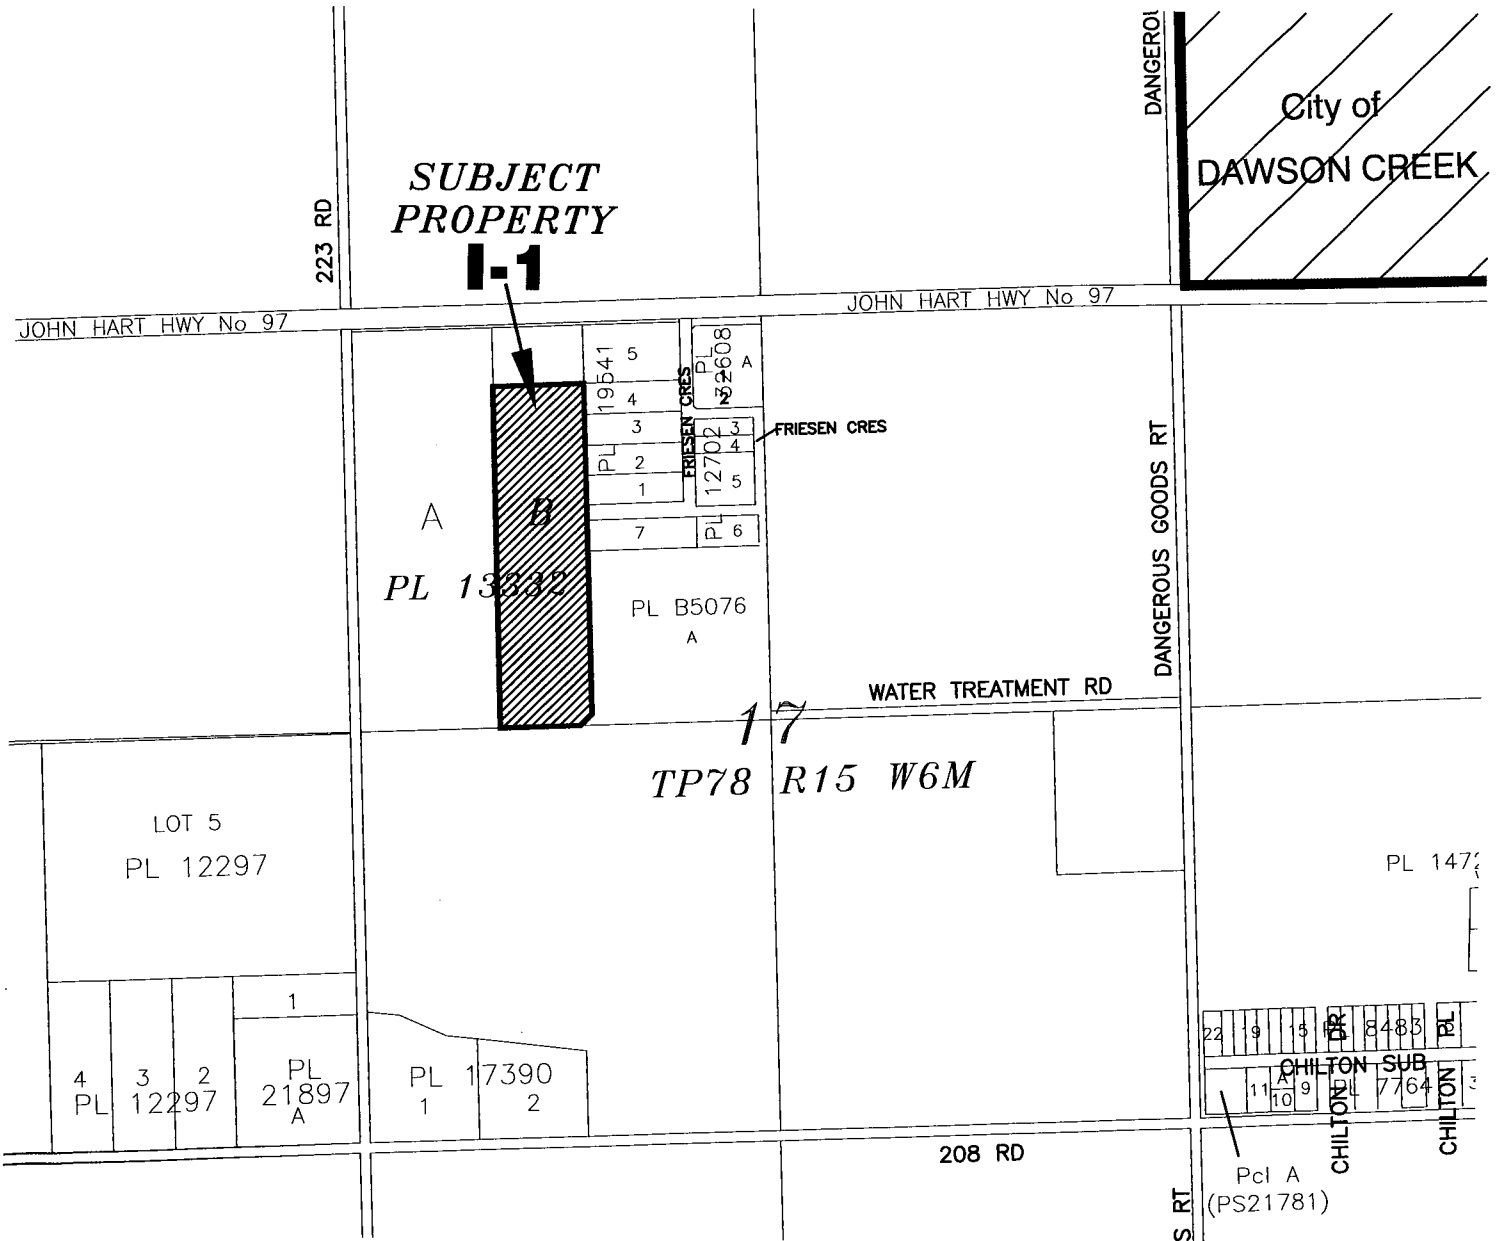 DANGEROU
City of
DAWSON CREEK
SUBJECT
PROPERTY
I-1
223 RD
JOHN HART HWY No 97
JOHN HART HWY No 97
PL 19541
5
4
3
2
1
7
FRIESEN CRES
PL 32608
A
2
PL 12702
3
4
5
6
FRIESEN CRES
A
B
PL 13332
PL B5076
A
DANGEROUS GOODS RT
WATER TREATMENT RD
17
TP78 R15 W6M
LOT 5
PL 12297
PL 1472
1
4
3
2
PL 12297
PL
21897
A
PL 17390
1
2
22
19
15
8483
CHILTON DR
CHILTON PL
CHILTON SUB
11
A
10
9
PL 7764
3
208 RD
Pcl A
(PS21781)
S RT